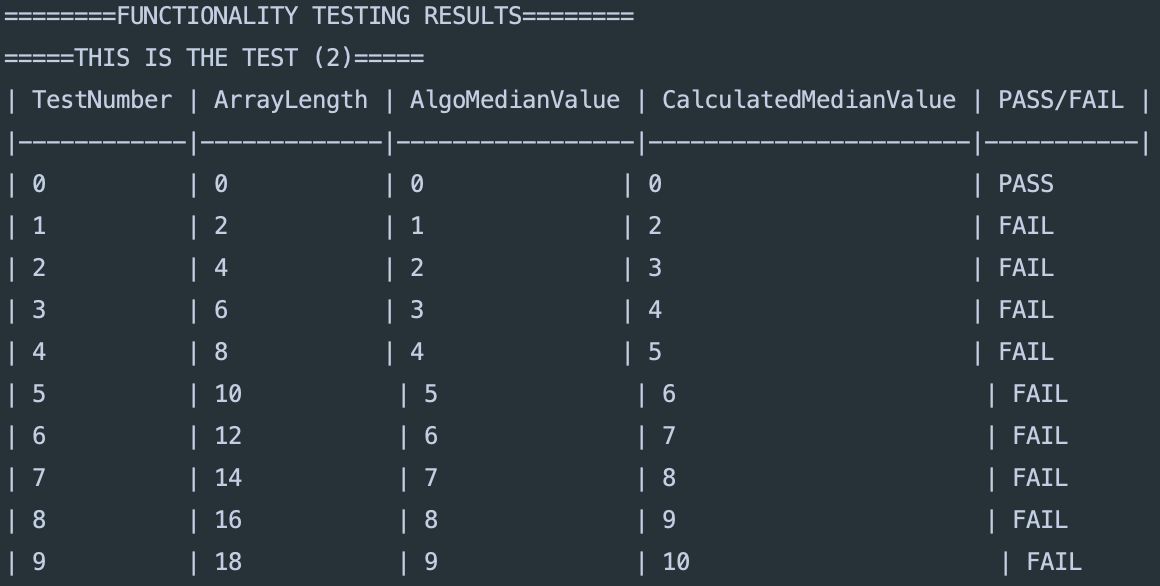 ========FUNCTIONALITY TESTING RESULTS========
=====THIS IS THE TEST (2)=====
| TestNumber | ArrayLength | AlgoMedianValue | CalculatedMedianValue | PASS/FAIL |
|------------|-------------|-----------------|-----------------------|-----------|
| 0          | 0           | 0              | 0                      | PASS
| 1          | 2           | 1              | 2                      | FAIL
| 2          | 4           | 2              | 3                      | FAIL
| 3          | 6           | 3              | 4                      | FAIL
| 4          | 8           | 4              | 5                      | FAIL
| 5          | 10           | 5              | 6                      | FAIL
| 6          | 12           | 6              | 7                      | FAIL
| 7          | 14           | 7              | 8                      | FAIL
| 8          | 16           | 8              | 9                      | FAIL
| 9          | 18           | 9              | 10                      | FAIL